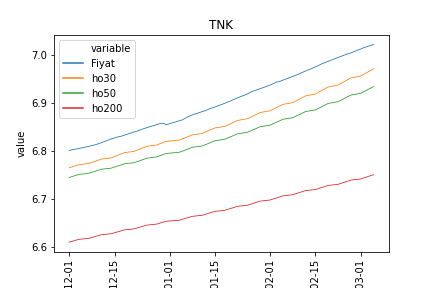 TNK
variable
Fiyat
ho30
ho50
ho200
value
7.0
6.9
6.8
6.7
6.6
12-01
12-15
01-01
01-15
02-01
02-15
03-01